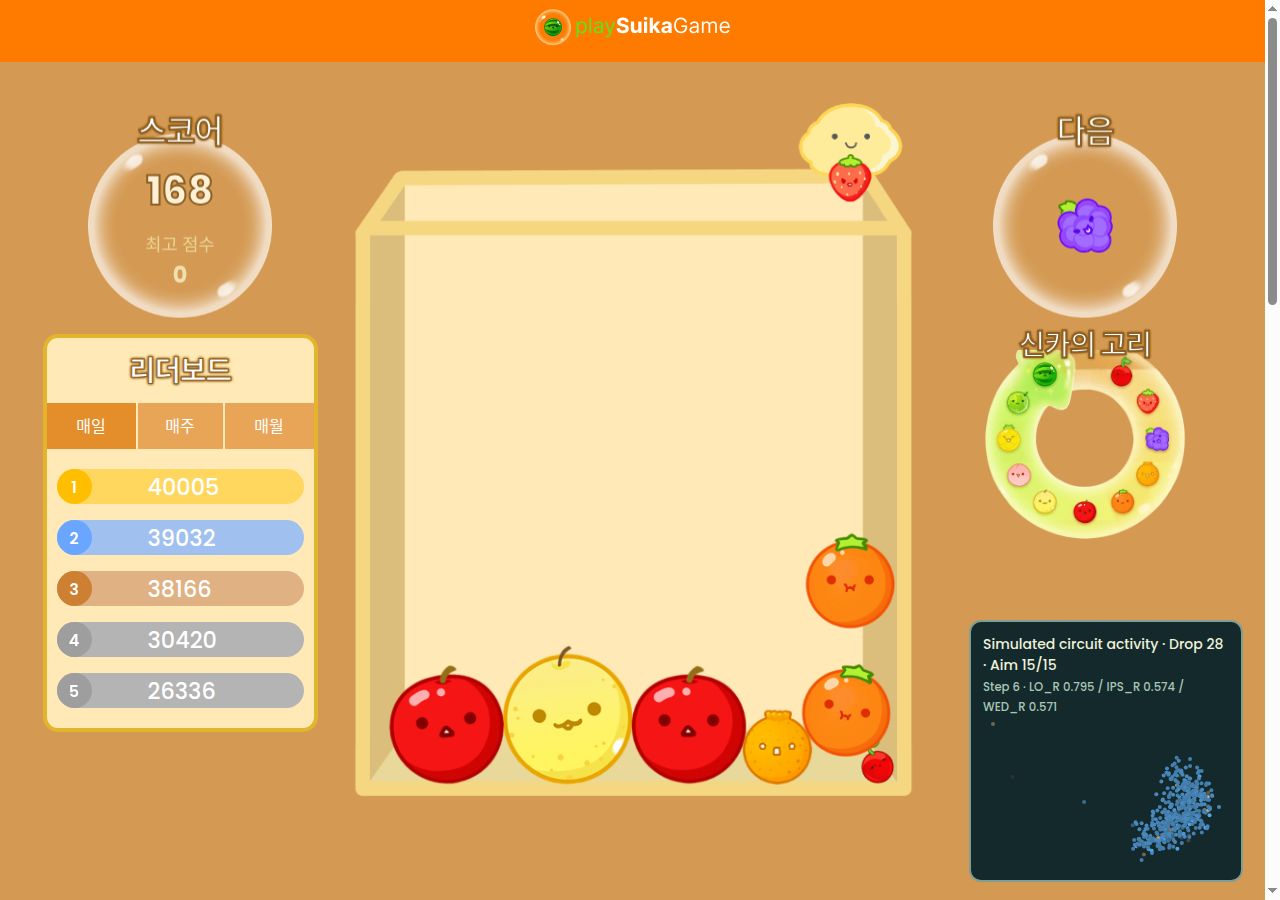 playSuikaGame
스코어
168
최고 점수
0
다음
리더보드
매일 매주 매월
1 40005
2 39032
3 38166
4 30420
5 26336
신카의 고리
Simulated circuit activity · Drop 28
· Aim 15/15
Step 6 · LO_R 0.795 / IPS_R 0.574 /
WED_R 0.571